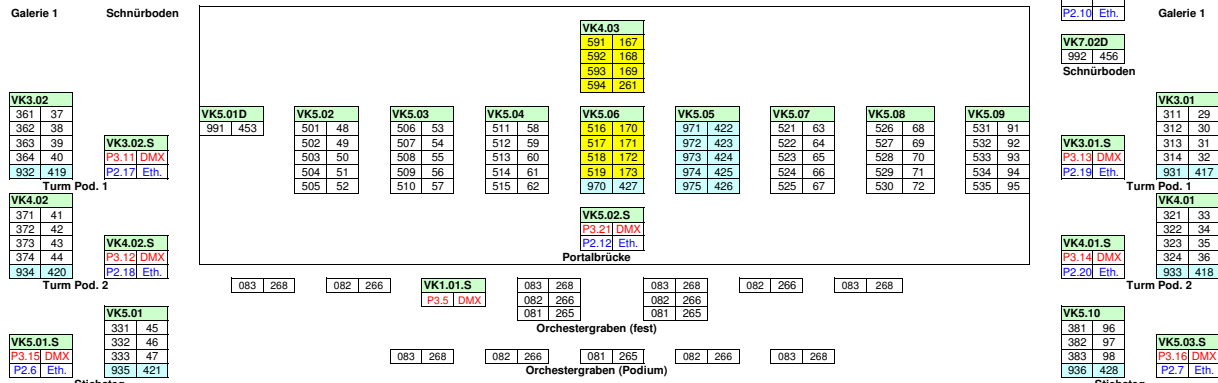 Galerie 1 Schnürboden P2.10 Eth. Galerie 1
VK4.03
591 167
592 168
593 169
594 261
VK7.02D
992 456
Schnürboden
VK3.02
361 37
362 38
363 39
364 40
932 419
Turm Pod. 1
VK3.02.S
P3.11 DMX
P2.17 Eth.
VK5.01D
991 453
VK5.02
501 48
502 49
503 50
504 51
505 52
VK5.03
506 53
507 54
508 55
509 56
510 57
VK5.04
511 58
512 59
513 60
514 61
515 62
VK5.06
516 170
517 171
518 172
519 173
970 427
VK5.05
971 422
972 423
973 424
974 425
975 426
VK5.07
521 63
522 64
523 65
524 66
525 67
VK5.08
526 68
527 69
528 70
529 71
530 72
VK5.09
531 91
532 92
533 93
534 94
535 95
VK3.01.S
P3.13 DMX
P2.19 Eth.
VK3.01
311 29
312 30
313 31
314 32
931 417
Turm Pod. 1
VK4.02
371 41
372 42
373 43
374 44
934 420
Turm Pod. 2
VK4.02.S
P3.12 DMX
P2.18 Eth.
VK5.02.S
P3.21 DMX
P2.12 Eth.
Portalbrücke
VK4.01.S
P3.14 DMX
P2.20 Eth.
VK4.01
321 33
322 34
323 35
324 36
933 418
Turm Pod. 2
083 268 082 266
VK1.01.S
P3.5 DMX
083 268
082 266
081 265
083 268
082 266
081 265
082 266 083 268
Orchestergraben (fest)
VK5.01.S
P3.15 DMX
P2.6 Eth.
VK5.01
331 45
332 46
333 47
935 421
Stichsteg
083 268 082 266 081 265 082 266 083 268
Orchestergraben (Podium)
VK5.10
381 96
382 97
383 98
936 428
Stichsteg
VK5.03.S
P3.16 DMX
P2.7 Eth.